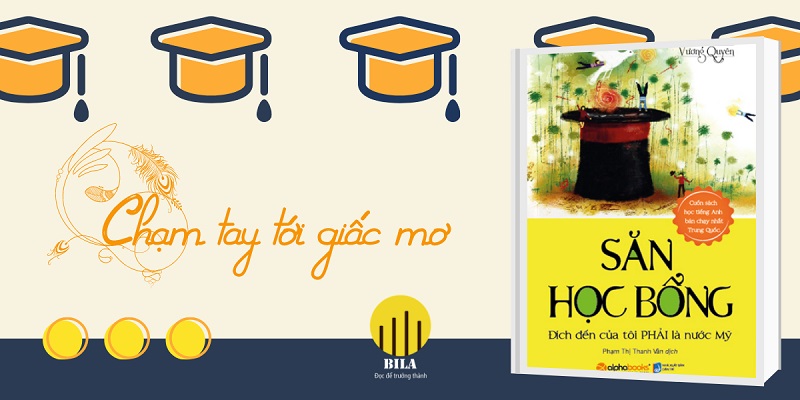 Chạm tay tới giấc mơ
BILA
Đọc để trưởng thành
Vương Quyên
Cuốn sách
học tiếng Anh
bán chạy nhất
Trung Quốc
SĂN
HỌC BỔNG
Đích đến của tôi PHẢI là nước Mỹ
Phạm Thị Thanh Vân dịch
alphabooks